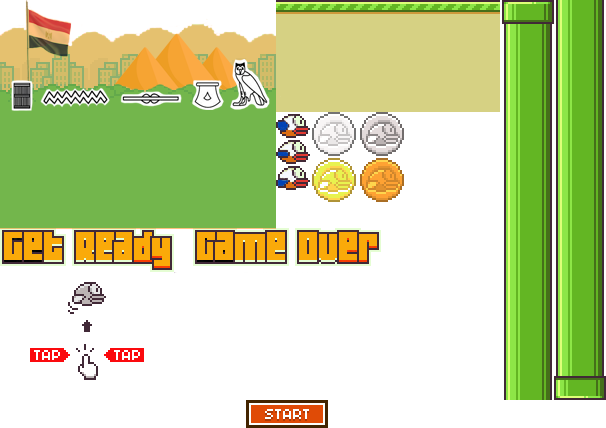 𓈖 𓊃 𓎼 𓅓
Get Ready Game Over
TAP TAP
START